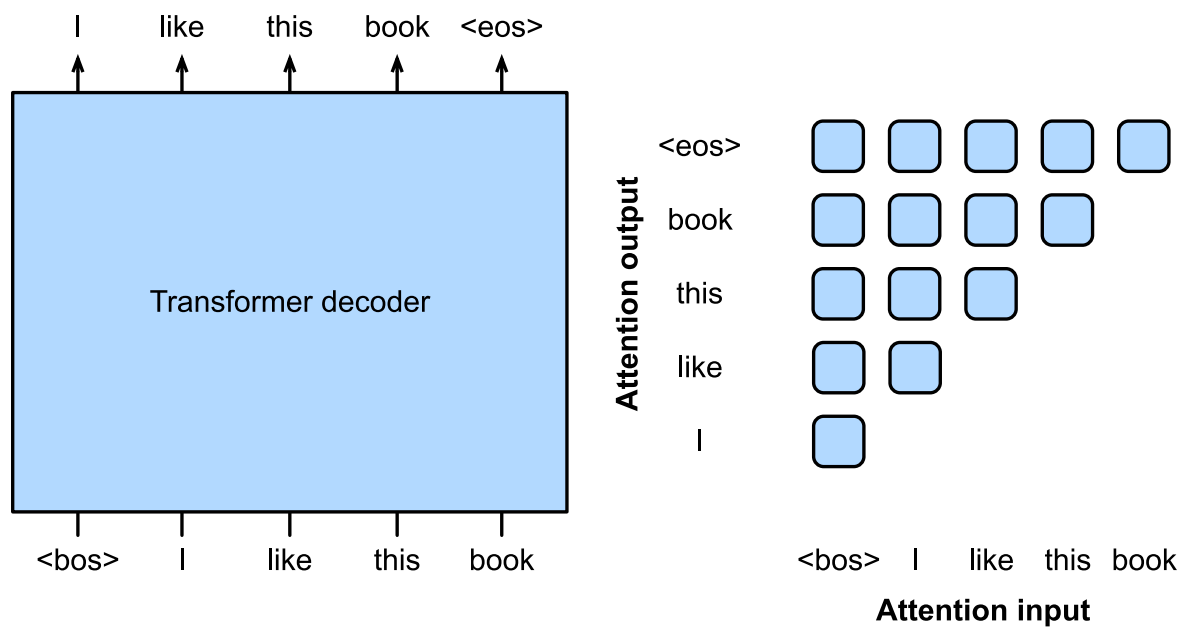 I like this book <eos>
Transformer decoder
<bos> I like this book
Attention output
<eos>
book
this
like
I
<bos> I like this book
Attention input